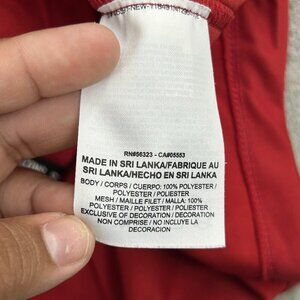 RN#56323 - CA#05553
MADE IN SRI LANKA/FABRIQUE AU
SRI LANKA/HECHO EN SRI LANKA
BODY / CORPS / CUERPO: 100% POLYESTER /
POLYESTER / POLIESTER
MESH / MAILLE FILET / MALLA: 100%
POLYESTER / POLYESTER / POLIESTER
EXCLUSIVE OF DECORATION / DECORATION
NON COMPRISE / NO INCLUYE LA
DECORACION